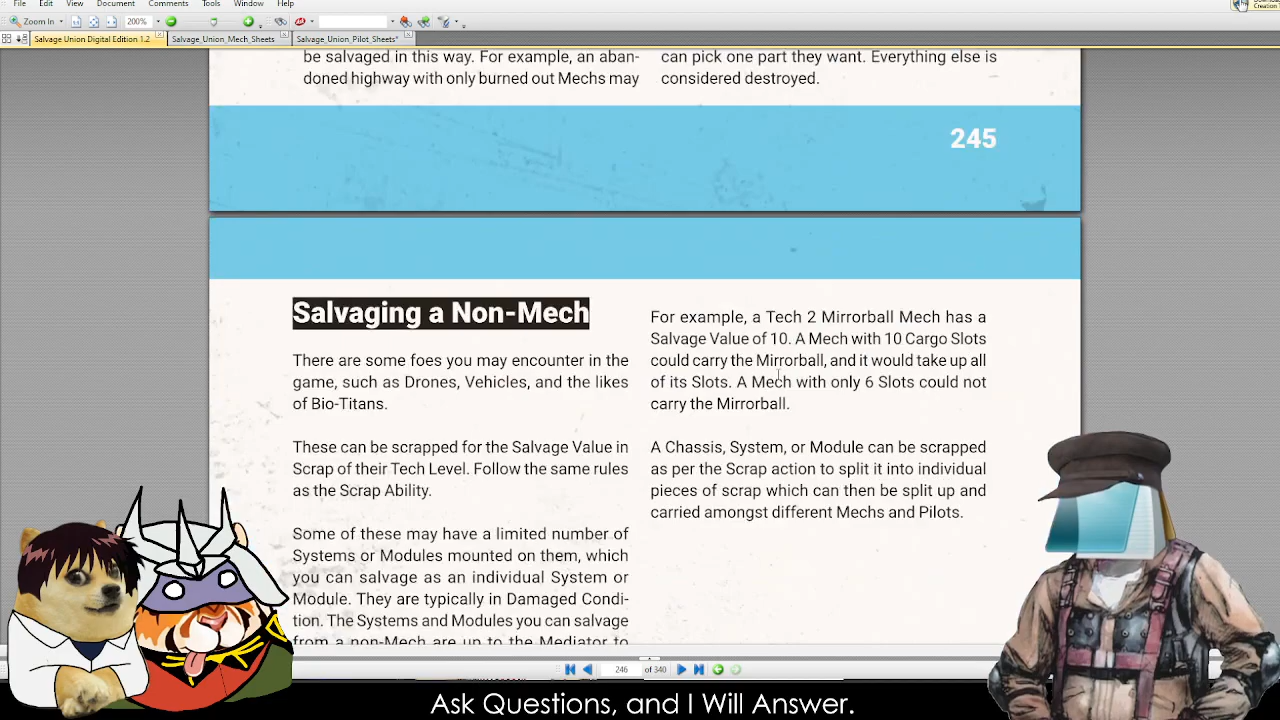 File Edit View Document Comments Tools Window Help
Zoom In 200%
Creation
Salvage Union Digital Edition 1.2 Salvage_Union_Mech_Sheets Salvage_Union_Pilot_Sheets*
be salvaged in this way. For example, an aban-
doned highway with only burned out Mechs may
can pick one part they want. Everything else is
considered destroyed.
245
Salvaging a Non-Mech
There are some foes you may encounter in the
game, such as Drones, Vehicles, and the likes
of Bio-Titans.
These can be scrapped for the Salvage Value in
Scrap of their Tech Level. Follow the same rules
as the Scrap Ability.
Some of these may have a limited number of
Systems or Modules mounted on them, which
you can salvage as an individual System or
Module. They are typically in Damaged Condi-
tion. The Systems and Modules you can salvage
from a non-Mech are up to the Mediator to
For example, a Tech 2 Mirrorball Mech has a
Salvage Value of 10. A Mech with 10 Cargo Slots
could carry the Mirrorball, and it would take up all
of its Slots. A Mech with only 6 Slots could not
carry the Mirrorball.
A Chassis, System, or Module can be scrapped
as per the Scrap action to split it into individual
pieces of scrap which can then be split up and
carried amongst different Mechs and Pilots.
246 of 340
Ask Questions, and I Will Answer.